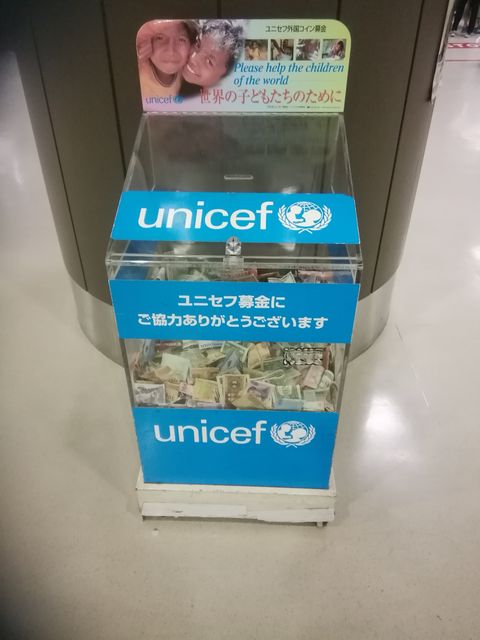 ユニセフ外国コイン募金
Please help the children
of the world
unicef
世界の子どもたちのために
unicef
ユニセフ募金に
ご協力ありがとうございます
unicef